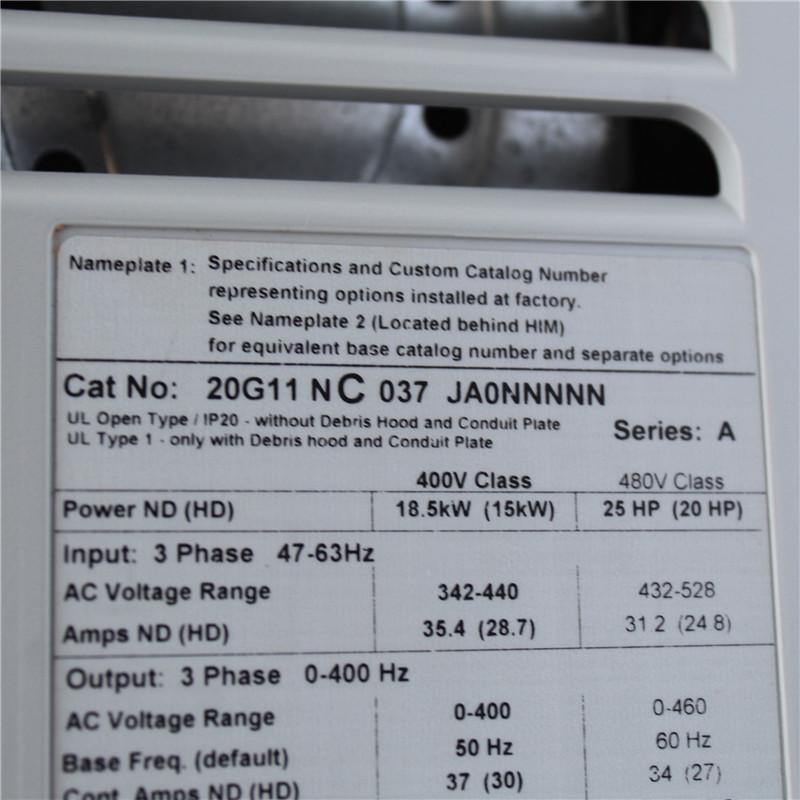 Nameplate 1: Specifications and Custom Catalog Number
representing options installed at factory.
See Nameplate 2 (Located behind HIM)
for equivalent base catalog number and separate options
Cat No: 20G11 NC 037 JA0NNNNN
UL Open Type / IP20 - without Debris Hood and Conduit Plate
UL Type 1 - only with Debris hood and Conduit Plate
Series: A
400V Class 480V Class
Power ND (HD) 18.5kW (15kW) 25 HP (20 HP)
Input: 3 Phase 47-63Hz
AC Voltage Range 342-440 432-528
Amps ND (HD) 35.4 (28.7) 31.2 (24.8)
Output: 3 Phase 0-400 Hz
AC Voltage Range 0-400 0-460
Base Freq. (default) 50 Hz 60 Hz
Cont. Amps ND (HD) 37 (30) 34 (27)